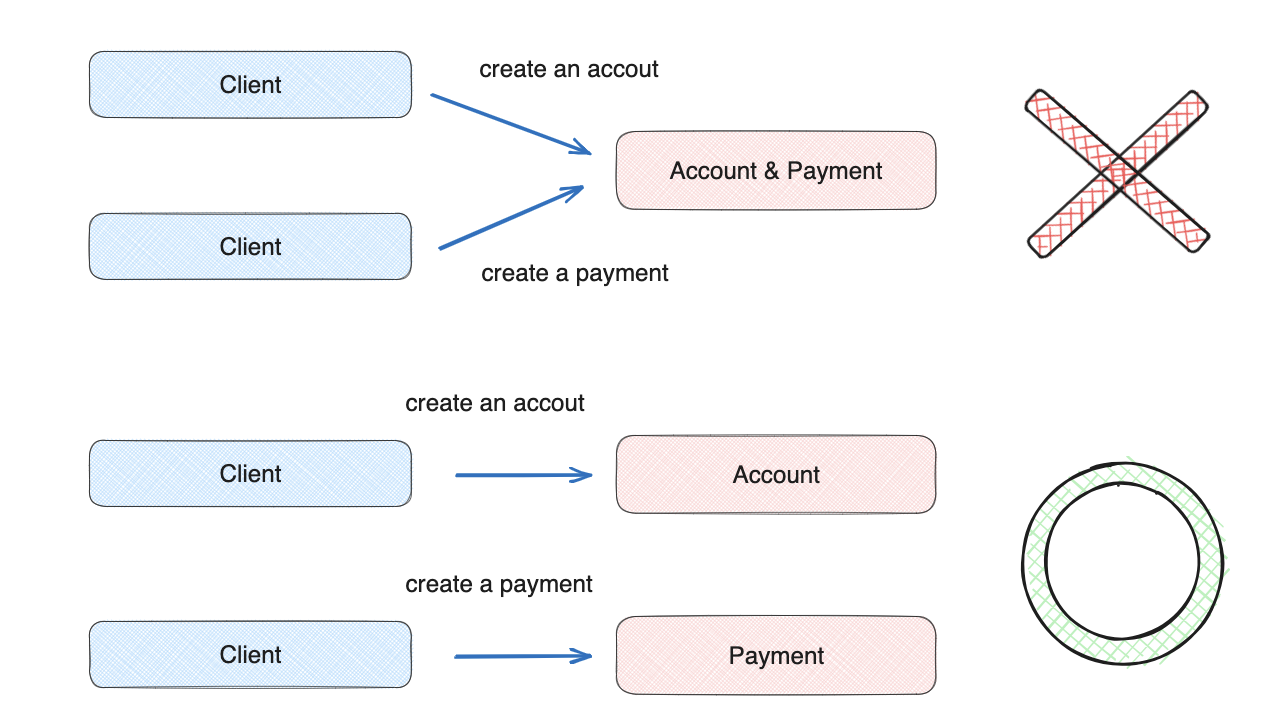 create an accout
Client
Account & Payment
Client
create a payment
create an accout
Client
Account
create a payment
Client
Payment